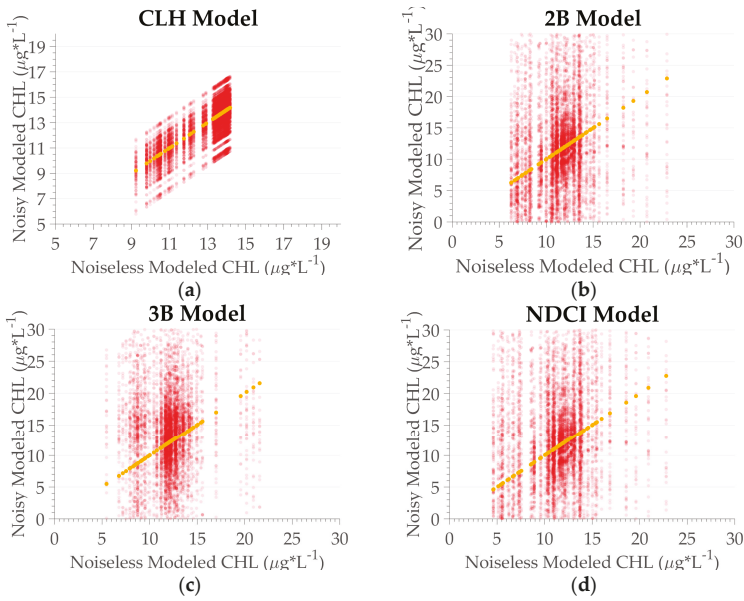 CLH Model
Noisy Modeled CHL (µg*L⁻¹)
19
17
15
13
11
9
7
5
5 7 9 11 13 15 17 19
Noiseless Modeled CHL (µg*L⁻¹)
(a)
2B Model
Noisy Modeled CHL (µg*L⁻¹)
30
25
20
15
10
5
0
0 5 10 15 20 25 30
Noiseless Modeled CHL (µg*L⁻¹)
(b)
3B Model
Noisy Modeled CHL (µg*L⁻¹)
30
25
20
15
10
5
0
0 5 10 15 20 25 30
Noiseless Modeled CHL (µg*L⁻¹)
(c)
NDCI Model
Noisy Modeled CHL (µg*L⁻¹)
30
25
20
15
10
5
0
0 5 10 15 20 25 30
Noiseless Modeled CHL (µg*L⁻¹)
(d)